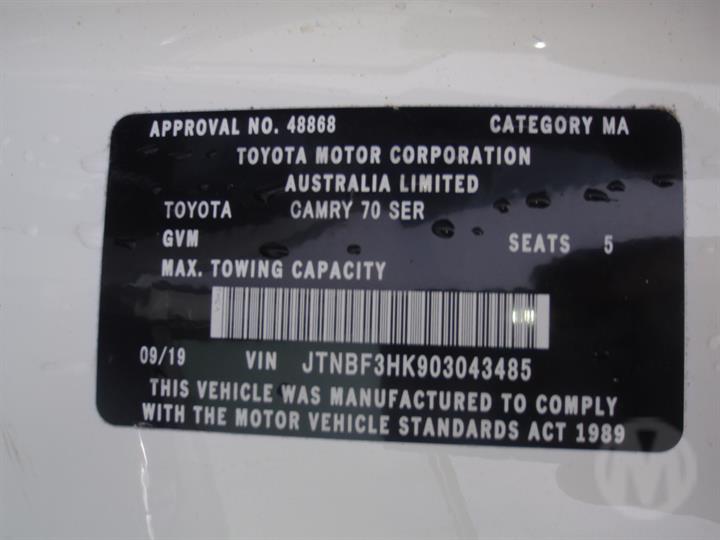 APPROVAL NO. 48868 CATEGORY MA
TOYOTA MOTOR CORPORATION
AUSTRALIA LIMITED
TOYOTA CAMRY 70 SER
GVM SEATS 5
MAX. TOWING CAPACITY
09/19 VIN JTNBF3HK903043485
THIS VEHICLE WAS MANUFACTURED TO COMPLY
WITH THE MOTOR VEHICLE STANDARDS ACT 1989
M